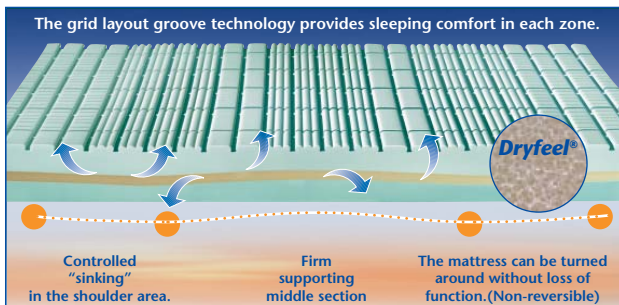 The grid layout groove technology provides sleeping comfort in each zone.
Dryfeel®
Controlled
“sinking”
in the shoulder area.
Firm
supporting
middle section
The mattress can be turned
around without loss of
function.(Non-reversible)